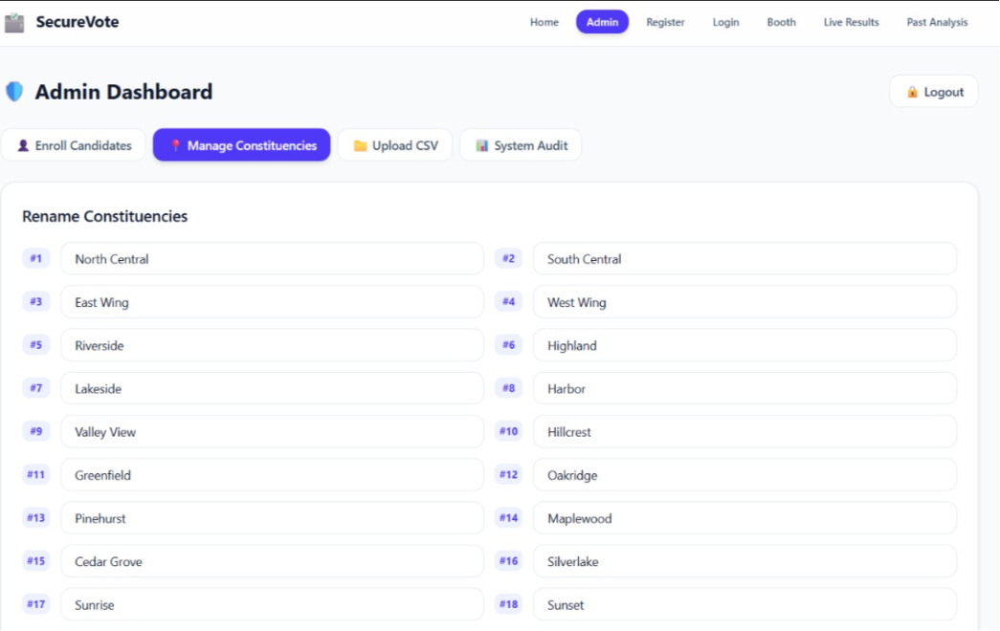 SecureVote Home Admin Register Login Booth Live Results Past Analysis
Admin Dashboard Logout
Enroll Candidates Manage Constituencies Upload CSV System Audit
Rename Constituencies
#1 North Central #2 South Central
#3 East Wing #4 West Wing
#5 Riverside #6 Highland
#7 Lakeside #8 Harbor
#9 Valley View #10 Hillcrest
#11 Greenfield #12 Oakridge
#13 Pinehurst #14 Maplewood
#15 Cedar Grove #16 Silverlake
#17 Sunrise #18 Sunset